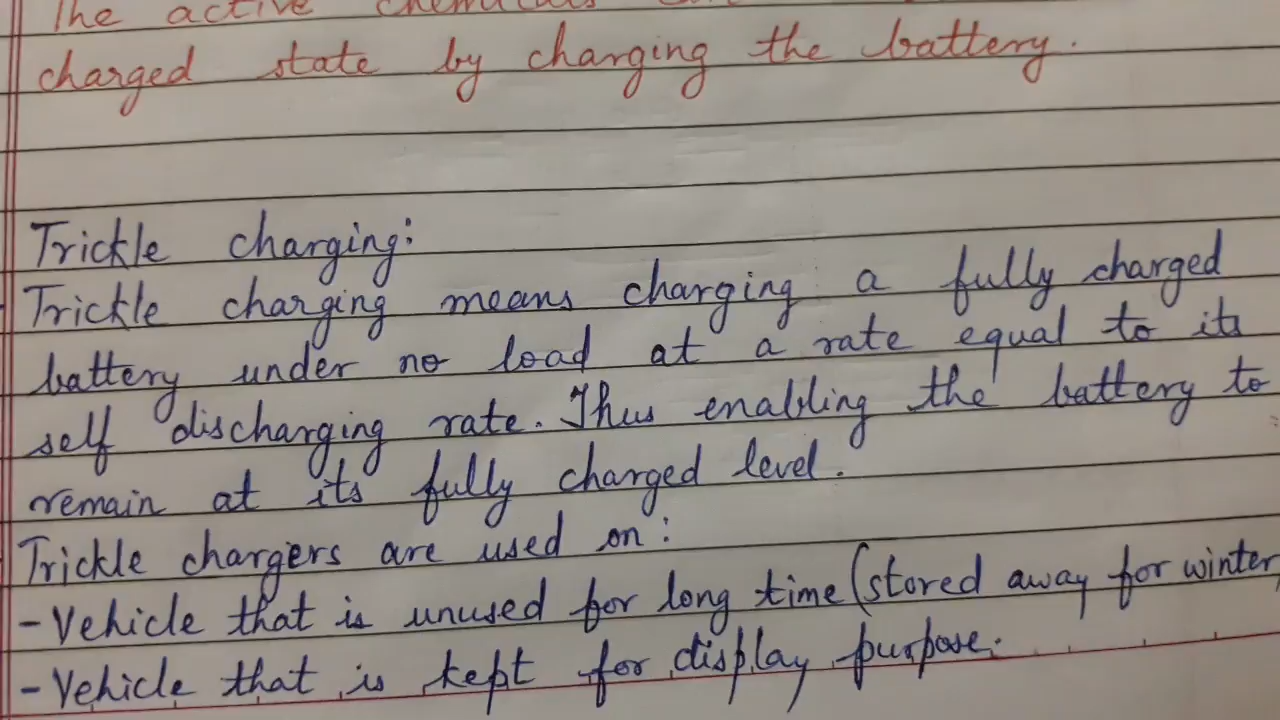 The active chemicals
charged state by charging the battery.
Trickle charging:
Trickle charging means charging a fully charged
battery under no load at a rate equal to its
self discharging rate. Thus enabling the battery to
remain at its fully charged level.
Trickle chargers are used on:
- Vehicle that is unused for long time (stored away for winter)
- Vehicle that is kept for display purpose.